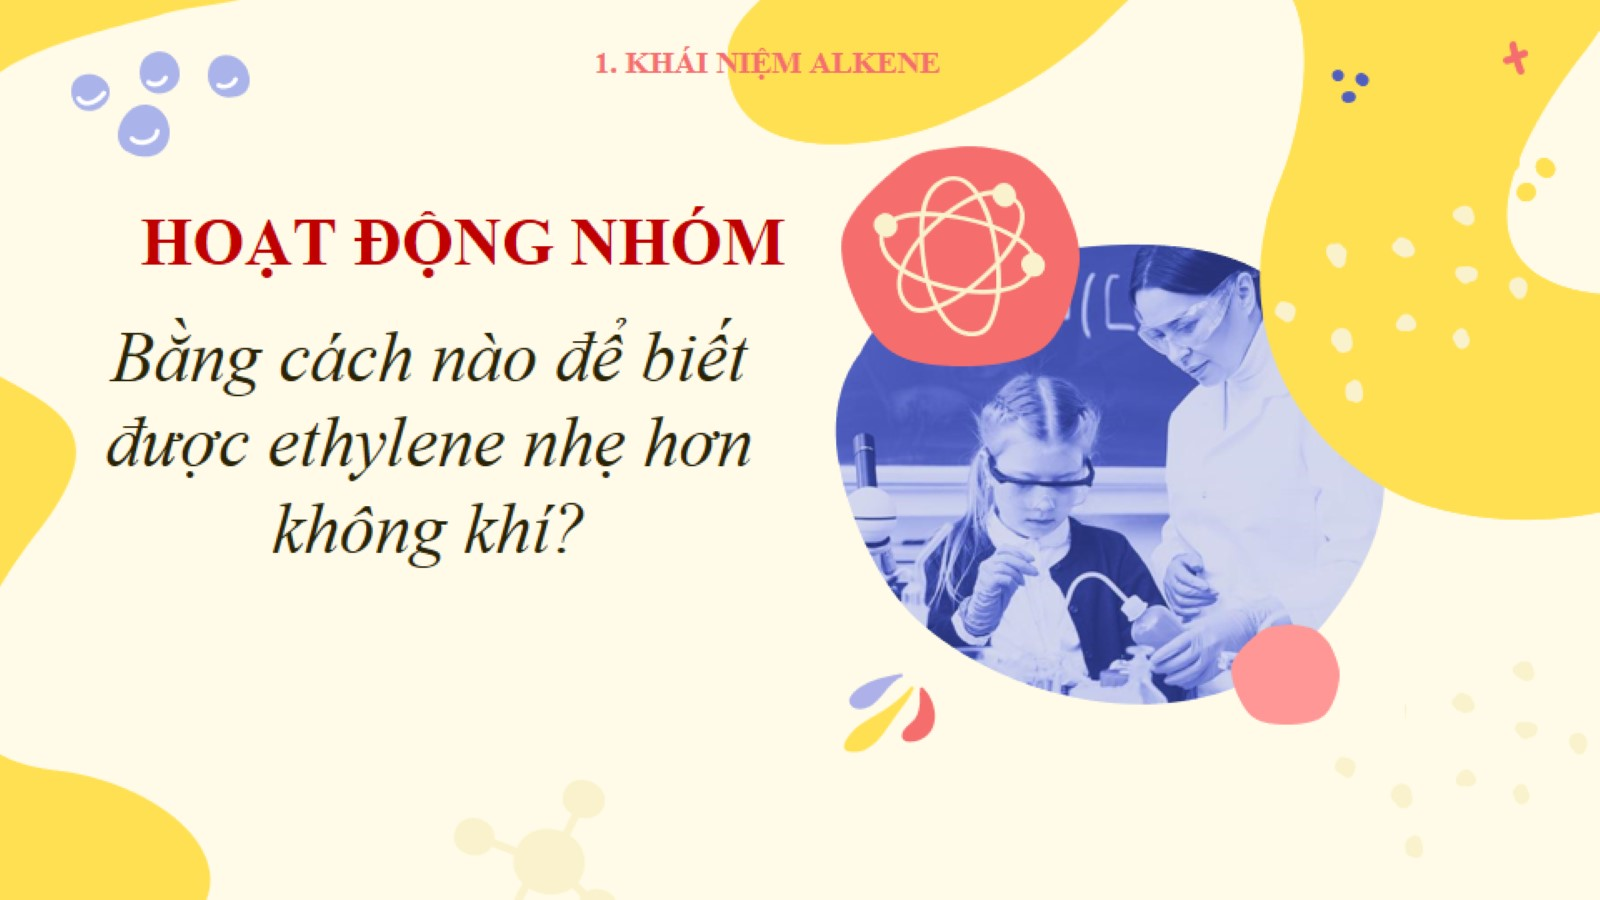 1. KHÁI NIỆM ALKENE
HOẠT ĐỘNG NHÓM
Bằng cách nào để biết
được ethylene nhẹ hơn
không khí?